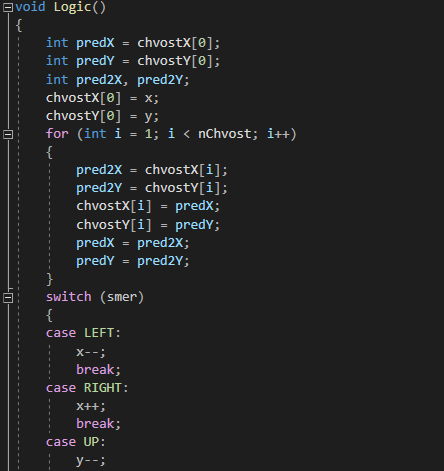 void Logic()
{
    int predX = chvostX[0];
    int predY = chvostY[0];
    int pred2X, pred2Y;
    chvostX[0] = x;
    chvostY[0] = y;
    for (int i = 1; i < nChvost; i++)
    {
        pred2X = chvostX[i];
        pred2Y = chvostY[i];
        chvostX[i] = predX;
        chvostY[i] = predY;
        predX = pred2X;
        predY = pred2Y;
    }
    switch (smer)
    {
    case LEFT:
        x--;
        break;
    case RIGHT:
        x++;
        break;
    case UP:
        y--;